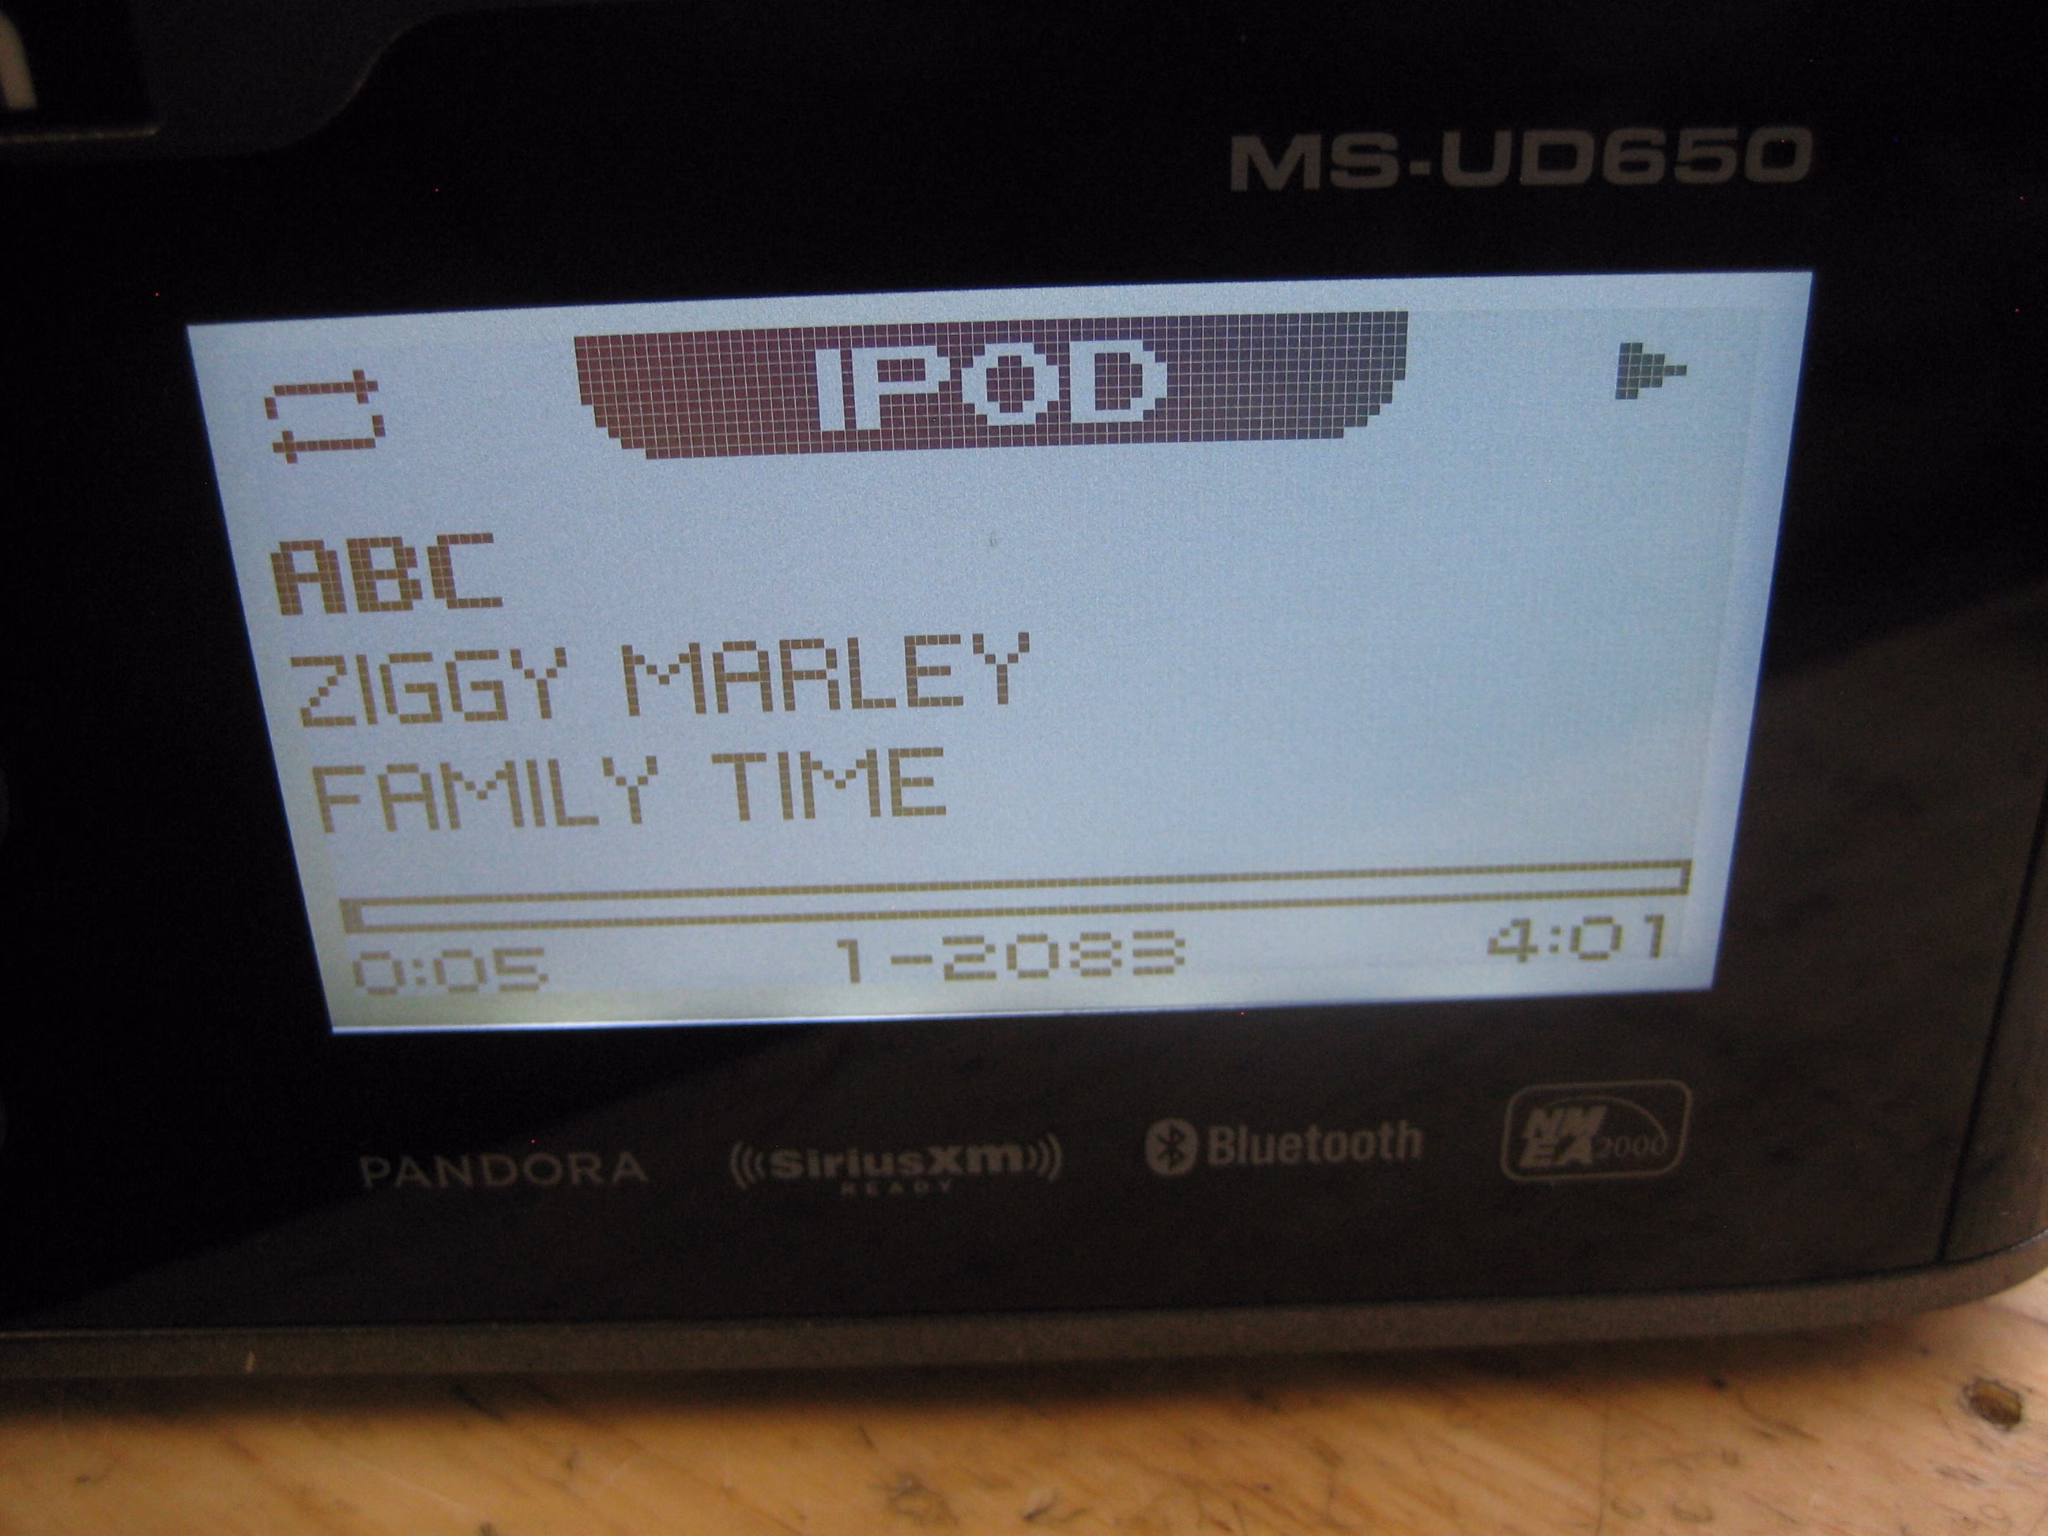 MS-UD650
IPOD
ABC
ZIGGY MARLEY
FAMILY TIME
0:05 1-2083 4:01
PANDORA (((SiriusXM))) Bluetooth NMEA 2000
READY